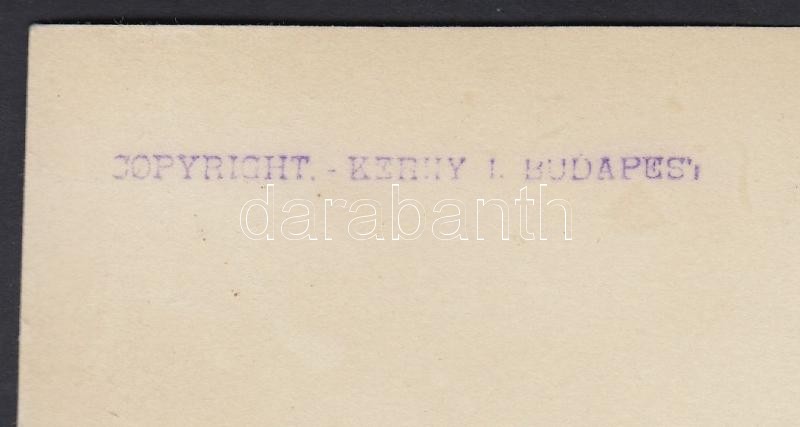 COPYRIGHT. - KERNY I. BUDAPEST
darabanth